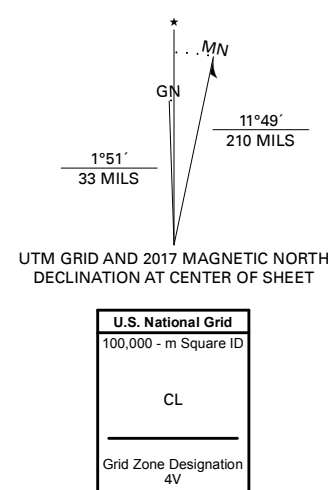 ★
MN
GN
11°49´
210 MILS
1°51´
33 MILS
UTM GRID AND 2017 MAGNETIC NORTH
DECLINATION AT CENTER OF SHEET
U.S. National Grid
100,000 - m Square ID
CL
Grid Zone Designation
4V